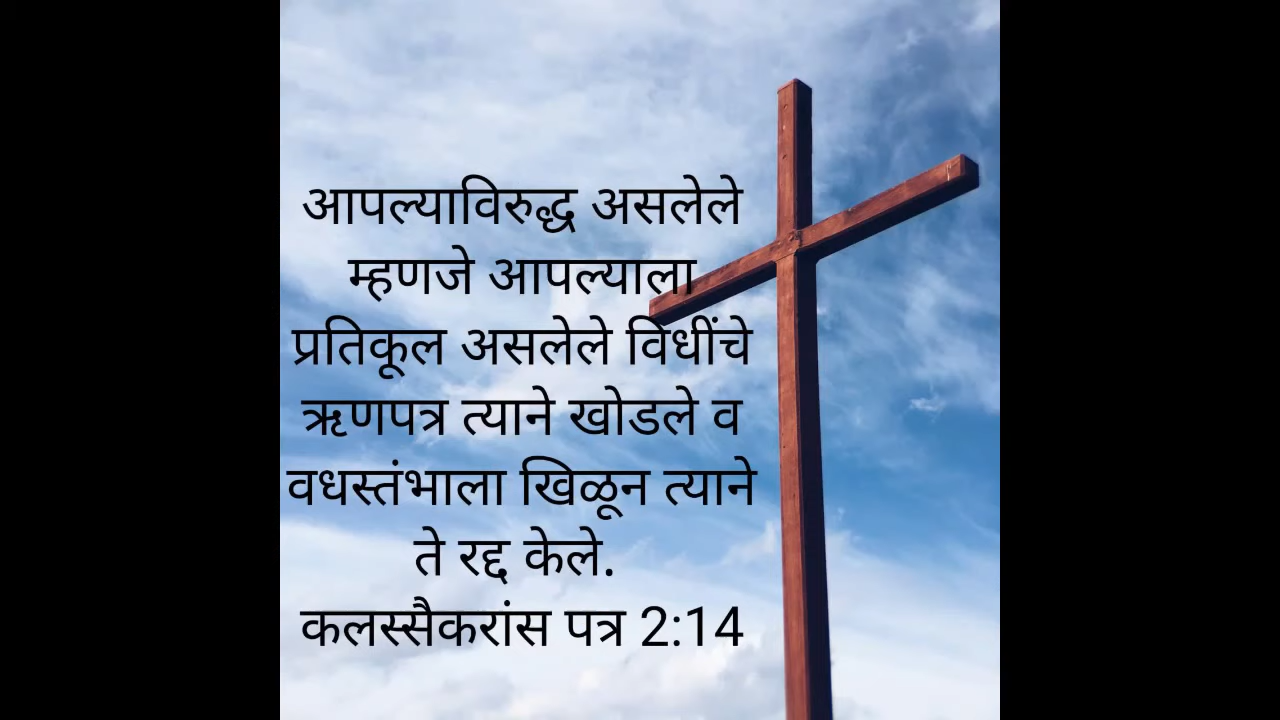 आपल्याविरुद्ध असलेले
म्हणजे आपल्याला
प्रतिकूल असलेले विधींचे
ऋणपत्र त्याने खोडले व
वधस्तंभाला खिळून त्याने
ते रद्द केले.
कलस्सैकरांस पत्र 2:14